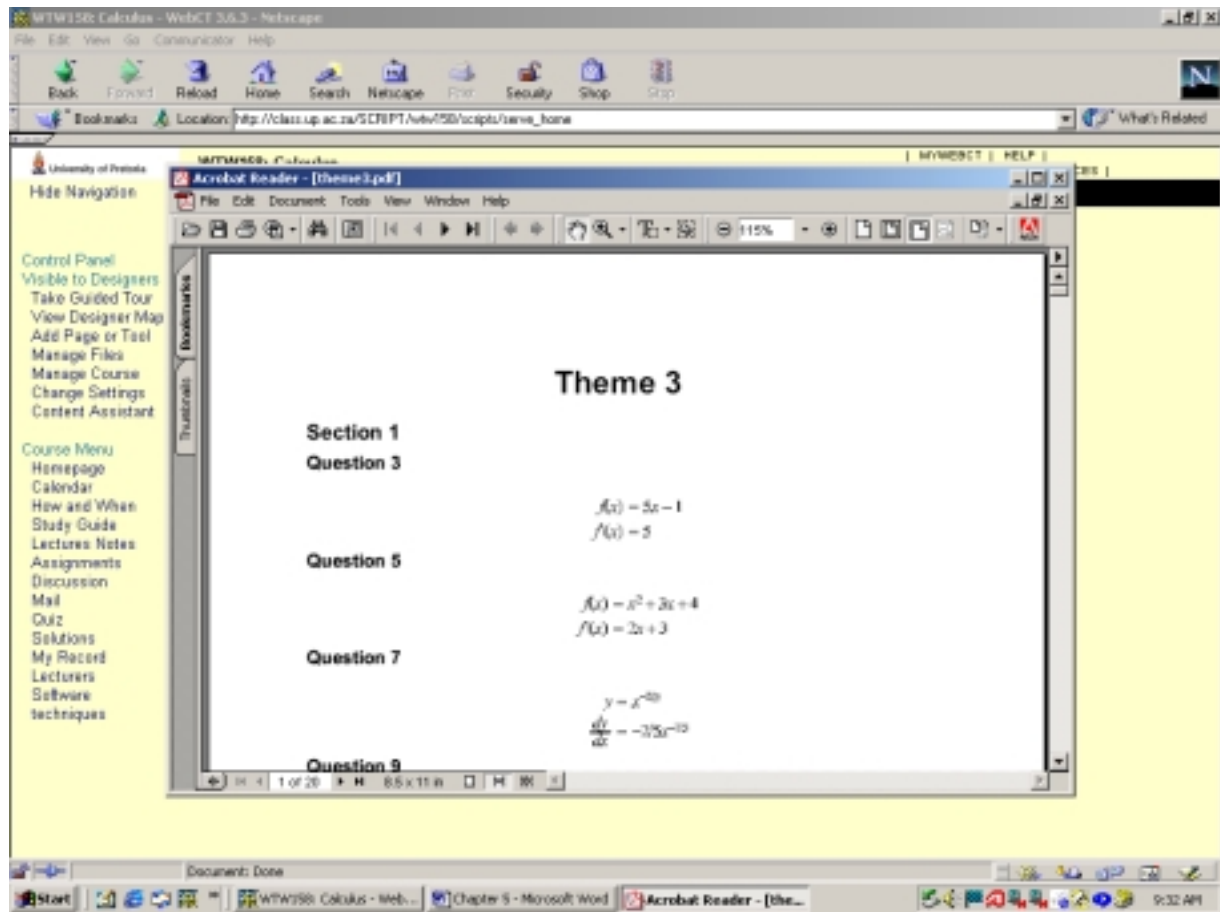 WTW158: Calculus - WebCT 3.6.3 - Netscape
File Edit View Go Communicator Help
Back Forward Reload Home Search Netscape Print Security Shop Stop
Bookmarks Location: http://class.up.ac.za/SCRIPT/wtw158/scripts/serve_home What's Related
University of Pretoria WTW158: Calculus | MYWEBCT | HELP |
Hide Navigation
Acrobat Reader - [theme3.pdf]
File Edit Document Tools View Window Help
115%
Control Panel
Visible to Designers
Take Guided Tour
View Designer Map
Add Page or Tool
Manage Files
Manage Course
Change Settings
Content Assistant
Course Menu
Homepage
Calendar
How and When
Study Guide
Lectures Notes
Assignments
Discussion
Mail
Quiz
Solutions
My Record
Lecturers
Software
techniques
Bookmarks
Thumbnails
Theme 3
Section 1
Question 3
f(x) = 5x − 1
f'(x) = 5
Question 5
f(x) = x² + 3x + 4
f'(x) = 2x + 3
Question 7
Question 9
1 of 20 8.5 x 11 in
Document: Done
Start WTW158: Calculus - Web... Chapter 5 - Microsoft Word Acrobat Reader - [the... 9:32 AM